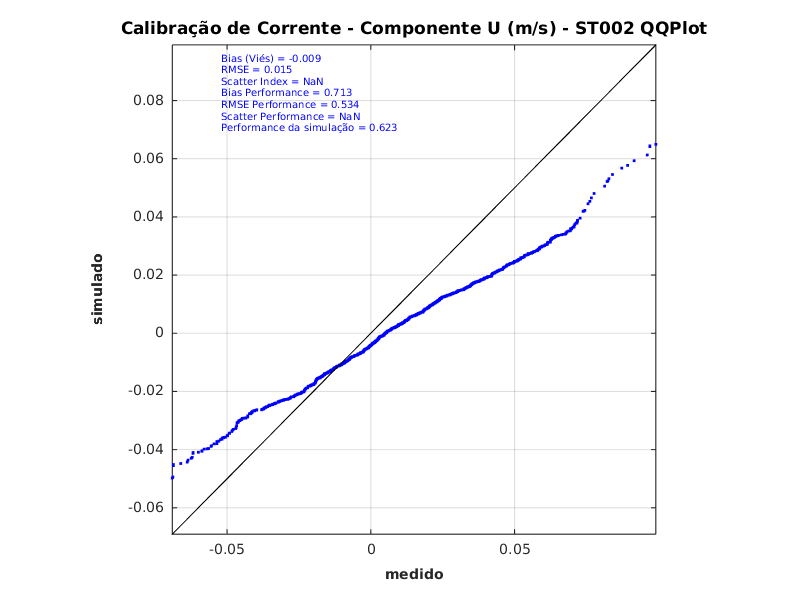 Calibração de Corrente - Componente U (m/s) - ST002 QQPlot
Bias (Viés) = -0.009
RMSE = 0.015
Scatter Index = NaN
Bias Performance = 0.713
RMSE Performance = 0.534
Scatter Performance = NaN
Performance da simulação = 0.623
0.08
0.06
0.04
0.02
0
-0.02
-0.04
-0.06
simulado
-0.05
0
0.05
medido